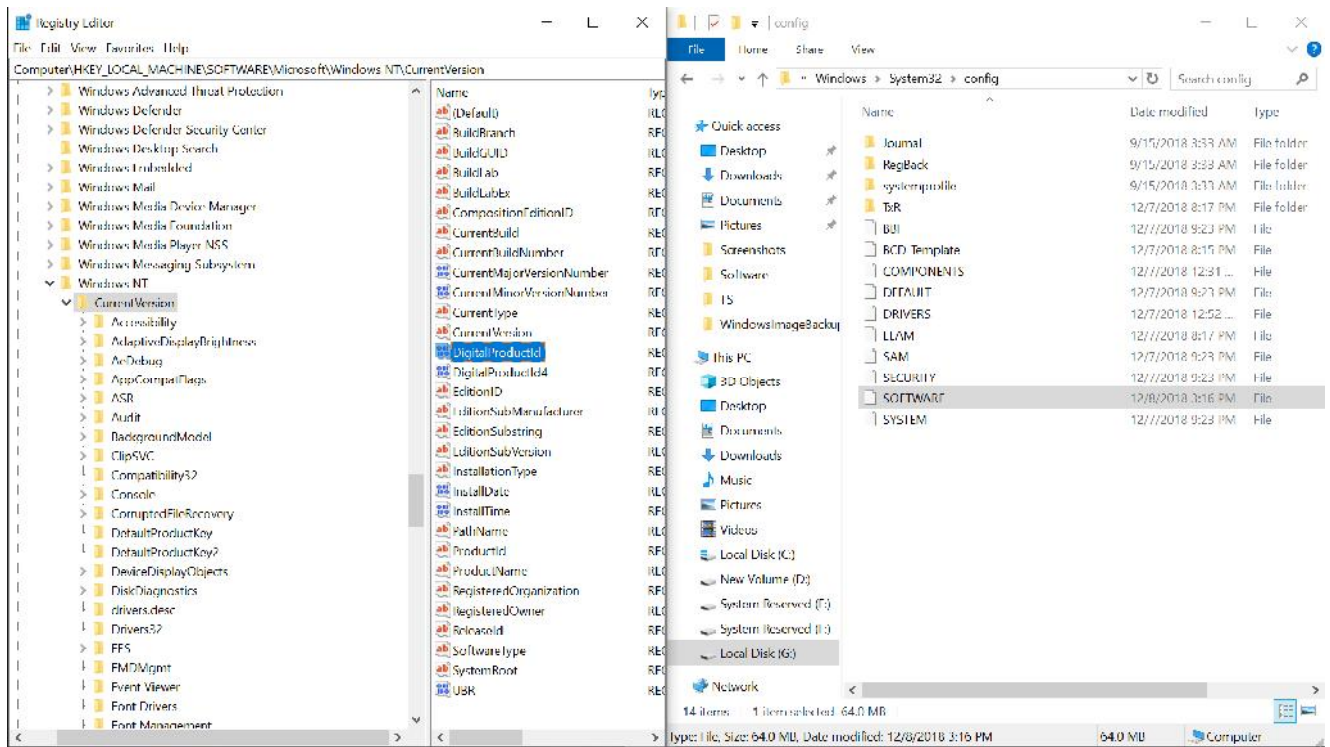 Registry Editor
File Edit View Favorites Help
Computer\HKEY_LOCAL_MACHINE\SOFTWARE\Microsoft\Windows NT\CurrentVersion
Windows Advanced Threat Protection
Windows Defender
Windows Defender Security Center
Windows Desktop Search
Windows Embedded
Windows Mail
Windows Media Device Manager
Windows Media Foundation
Windows Media Player NSS
Windows Messaging Subsystem
Windows NT
CurrentVersion
Accessibility
AdaptiveDisplayBrightness
AeDebug
AppCompatFlags
ASR
Audit
BackgroundModel
ClipSVC
Compatibility32
Console
CorruptedFileRecovery
DefaultProductKey
DefaultProductKey2
DeviceDisplayObjects
DiskDiagnostics
drivers.desc
Drivers32
EFS
EMDMgmt
Event Viewer
Font Drivers
Font Management
Name
(Default)
BuildBranch
BuildGUID
BuildLab
BuildLabEx
CompositionEditionID
CurrentBuild
CurrentBuildNumber
CurrentMajorVersionNumber
CurrentMinorVersionNumber
CurrentType
CurrentVersion
DigitalProductId
DigitalProductId4
EditionID
EditionSubManufacturer
EditionSubstring
EditionSubVersion
InstallationType
InstallDate
InstallTime
PathName
ProductId
ProductName
RegisteredOrganization
RegisteredOwner
ReleaseId
SoftwareType
SystemRoot
UBR
config
File Home Share View
Windows System32 config
Search config
Quick access
Desktop
Downloads
Documents
Pictures
Screenshots
Software
TS
WindowsImageBackup
This PC
3D Objects
Desktop
Documents
Downloads
Music
Pictures
Videos
Local Disk (C:)
New Volume (D:)
System Reserved (E:)
System Reserved (F:)
Local Disk (G:)
Network
Name Date modified Type
Journal 9/15/2018 3:33 AM File folder
RegBack 9/15/2018 3:33 AM File folder
systemprofile 9/15/2018 3:33 AM File folder
TxR 12/7/2018 8:17 PM File folder
BBI 12/7/2018 9:23 PM File
BCD-Template 12/7/2018 8:15 PM File
COMPONENTS 12/7/2018 12:31 ... File
DEFAULT 12/7/2018 9:23 PM File
DRIVERS 12/7/2018 12:52 ... File
ELAM 12/7/2018 8:17 PM File
SAM 12/7/2018 9:23 PM File
SECURITY 12/7/2018 9:23 PM File
SOFTWARE 12/8/2018 3:16 PM File
SYSTEM 12/7/2018 9:23 PM File
14 items 1 item selected 64.0 MB
Type: File, Size: 64.0 MB, Date modified: 12/8/2018 3:16 PM 64.0 MB Computer